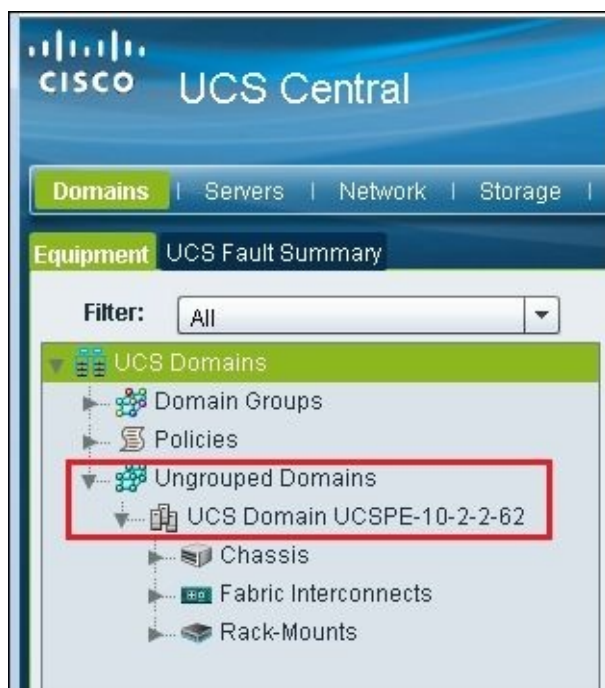 CISCO UCS Central
Domains | Servers | Network | Storage |
Equipment UCS Fault Summary
Filter: All
UCS Domains
Domain Groups
Policies
Ungrouped Domains
UCS Domain UCSPE-10-2-2-62
Chassis
Fabric Interconnects
Rack-Mounts